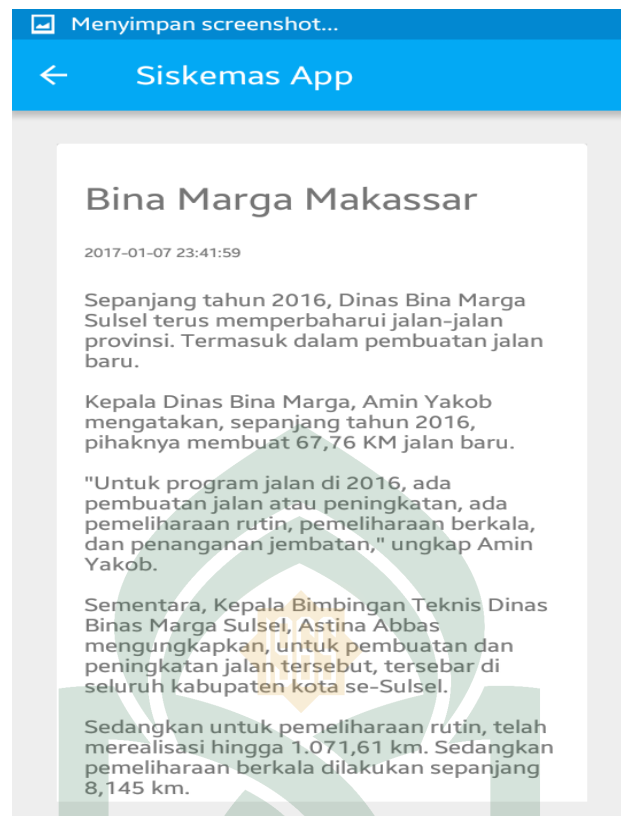 Menyimpan screenshot...
Siskemas App
Bina Marga Makassar
2017-01-07 23:41:59
Sepanjang tahun 2016, Dinas Bina Marga
Sulsel terus memperbaharui jalan-jalan
provinsi. Termasuk dalam pembuatan jalan
baru.
Kepala Dinas Bina Marga, Amin Yakob
mengatakan, sepanjang tahun 2016,
pihaknya membuat 67,76 KM jalan baru.
"Untuk program jalan di 2016, ada
pembuatan jalan atau peningkatan, ada
pemeliharaan rutin, pemeliharaan berkala,
dan penanganan jembatan," ungkap Amin
Yakob.
Sementara, Kepala Bimbingan Teknis Dinas
Binas Marga Sulsel, Astina Abbas
mengungkapkan, untuk pembuatan dan
peningkatan jalan tersebut, tersebar di
seluruh kabupaten kota se-Sulsel.
Sedangkan untuk pemeliharaan rutin, telah
merealisasi hingga 1.071,61 km. Sedangkan
pemeliharaan berkala dilakukan sepanjang
8,145 km.